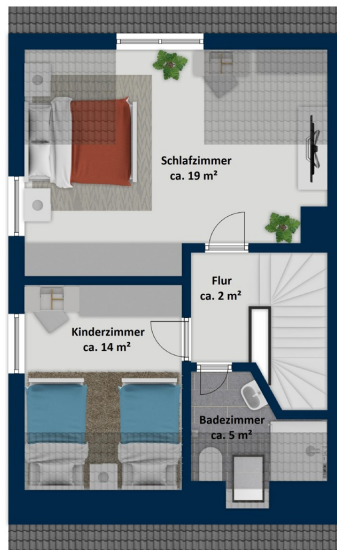 Schlafzimmer
ca. 19 m²
Flur
ca. 2 m²
Kinderzimmer
ca. 14 m²
Badezimmer
ca. 5 m²